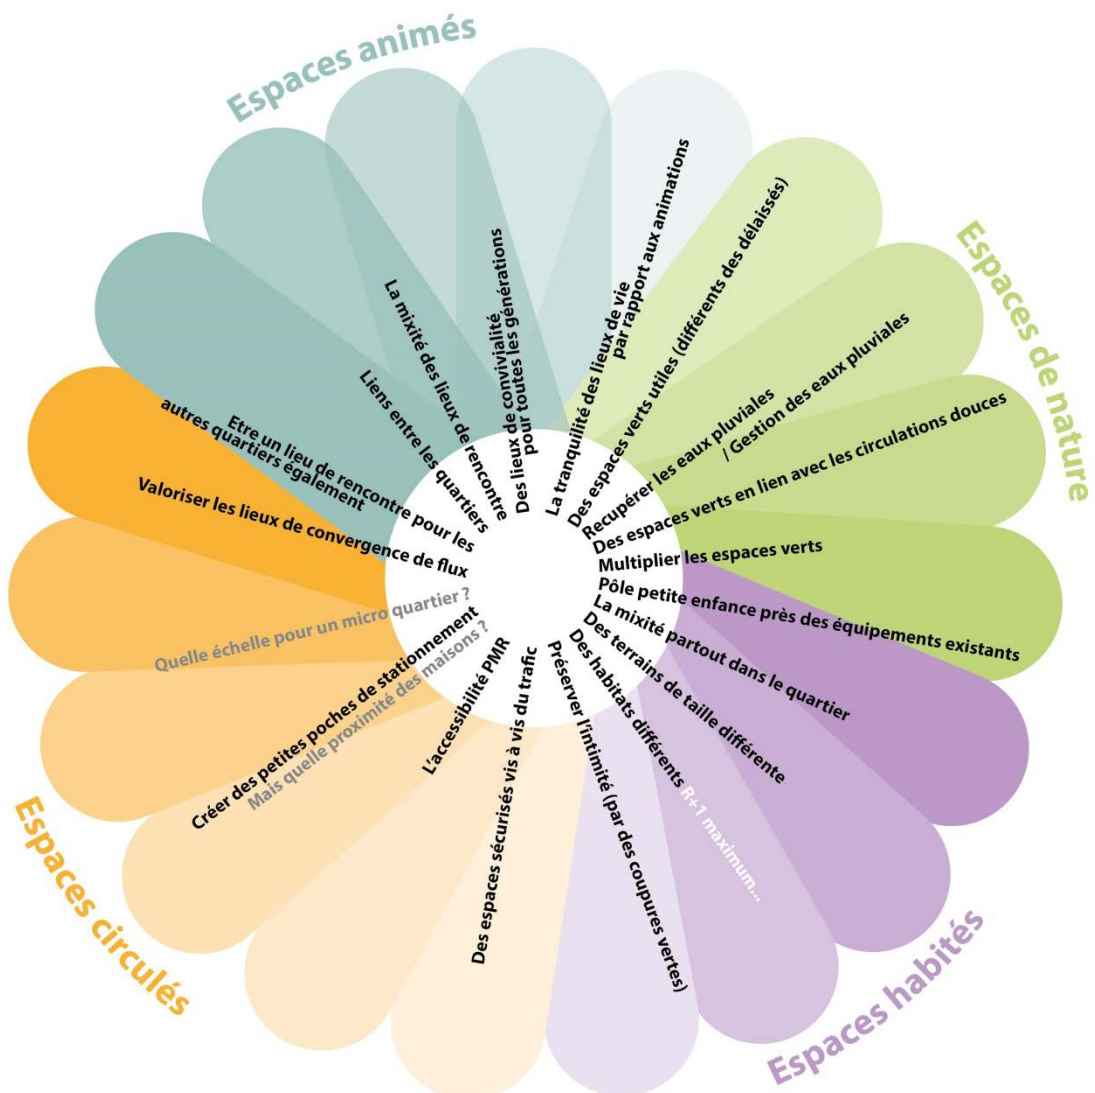 Espaces animés
Etre un lieu de rencontre pour les
autres quartiers également
Liens entre les quartiers
La mixité des lieux de rencontre
Des lieux de convivialité
pour toutes les générations
La tranquilité des lieux de vie
par rapport aux animations
Espaces de nature
Des espaces verts utiles (différents des délaissés)
Recupérer les eaux pluviales
/ Gestion des eaux pluviales
Des espaces verts en lien avec les circulations douces
Multiplier les espaces verts
Espaces habités
Pôle petite enfance près des équipements existants
La mixité partout dans le quartier
Des terrains de taille différente
Des habitats différents R+1 maximum...
Préserver l'intimité (par des coupures vertes)
Espaces circulés
Des espaces sécurisés vis à vis du trafic
L'accessibilité PMR
Créer des petites poches de stationnement
Mais quelle proximité des maisons ?
Quelle échelle pour un micro quartier ?
Valoriser les lieux de convergence de flux